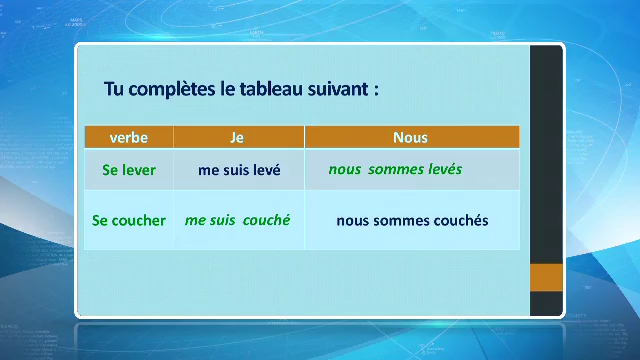 Tu complètes le tableau suivant :
verbe Je Nous
Se lever me suis levé nous sommes levés
Se coucher me suis couché nous sommes couchés